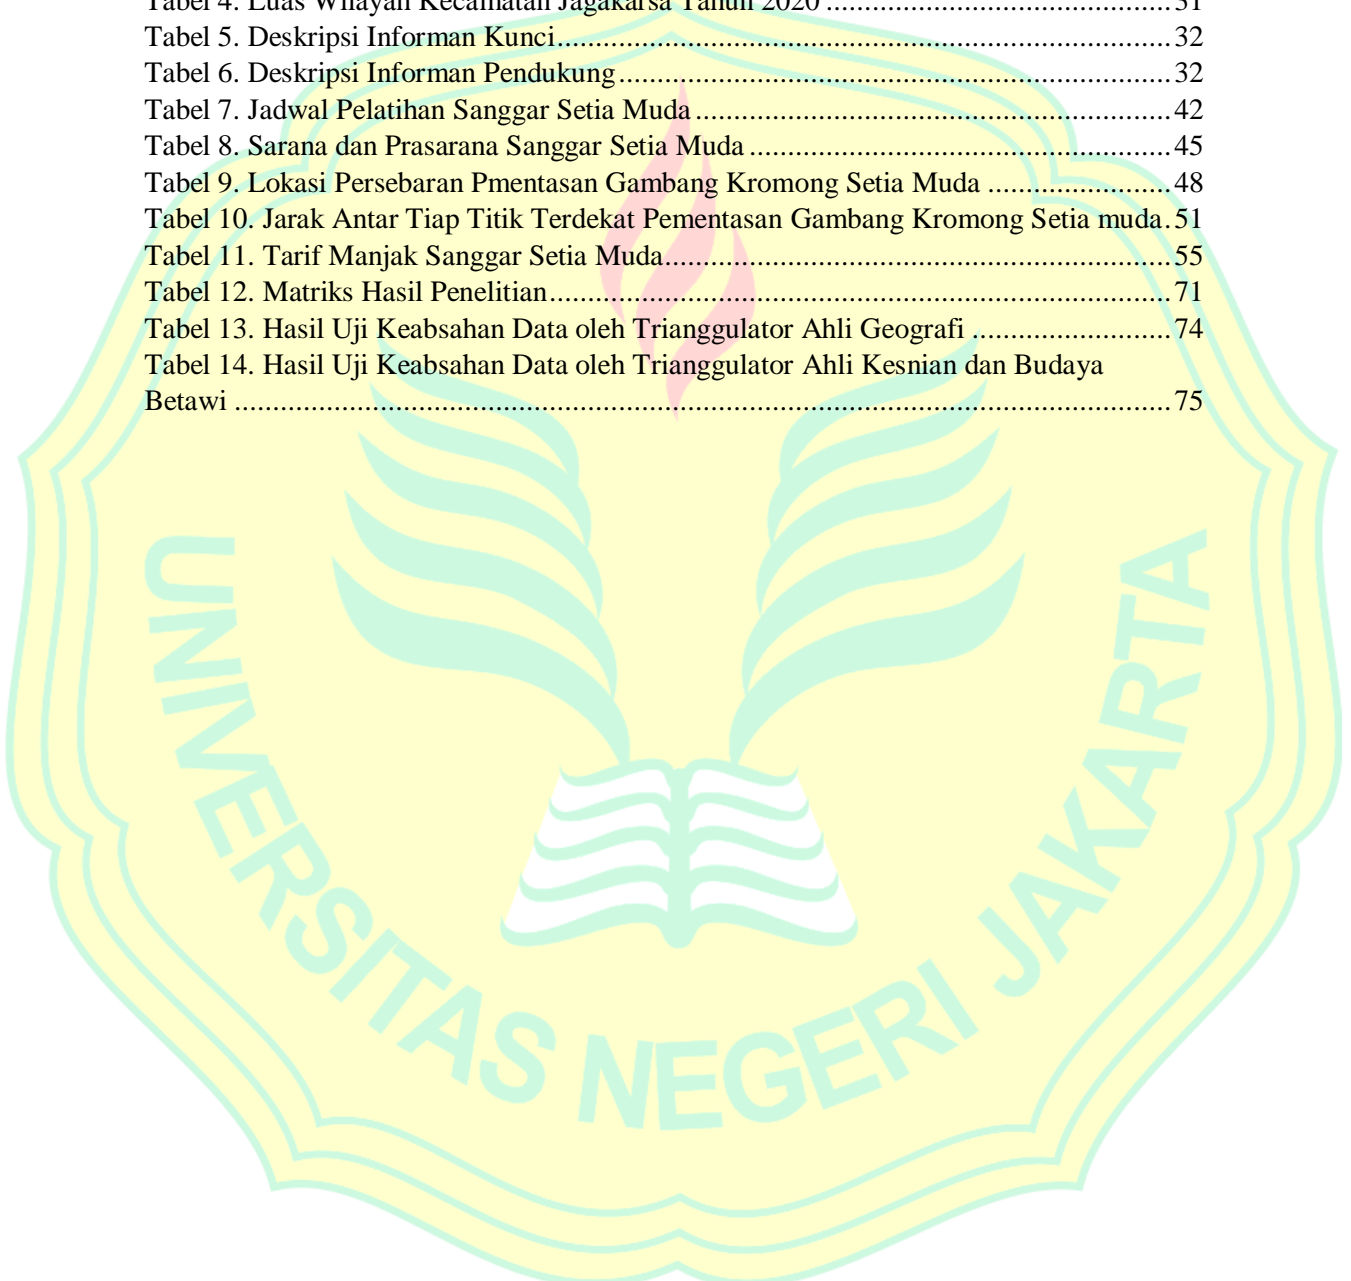 Tabel 4. Luas Wilayah Kecamatan Jagakarsa Tahun 2020 ............................................. 31
Tabel 5. Deskripsi Informan Kunci................................................................................ 32
Tabel 6. Deskripsi Informan Pendukung ........................................................................ 32
Tabel 7. Jadwal Pelatihan Sanggar Setia Muda .............................................................. 42
Tabel 8. Sarana dan Prasarana Sanggar Setia Muda ....................................................... 45
Tabel 9. Lokasi Persebaran Pmentasan Gambang Kromong Setia Muda ........................ 48
Tabel 10. Jarak Antar Tiap Titik Terdekat Pementasan Gambang Kromong Setia muda. 51
Tabel 11. Tarif Manjak Sanggar Setia Muda.................................................................. 55
Tabel 12. Matriks Hasil Penelitian................................................................................. 71
Tabel 13. Hasil Uji Keabsahan Data oleh Trianggulator Ahli Geografi .......................... 74
Tabel 14. Hasil Uji Keabsahan Data oleh Trianggulator Ahli Kesnian dan Budaya
Betawi .......................................................................................................................... 75
UNIVERSITAS NEGERI JAKARTA